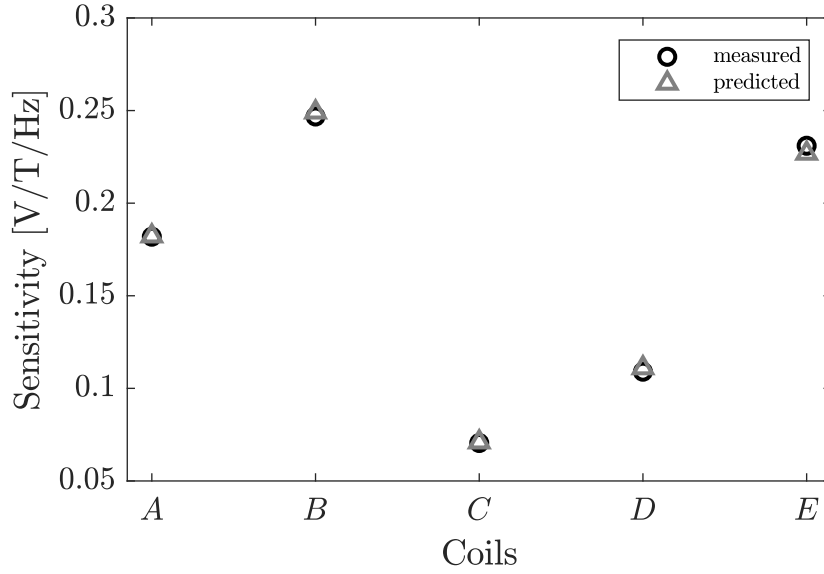 0.3
0.25
0.2
0.15
0.1
0.05
Sensitivity [V/T/Hz]
measured
predicted
A B C D E
Coils